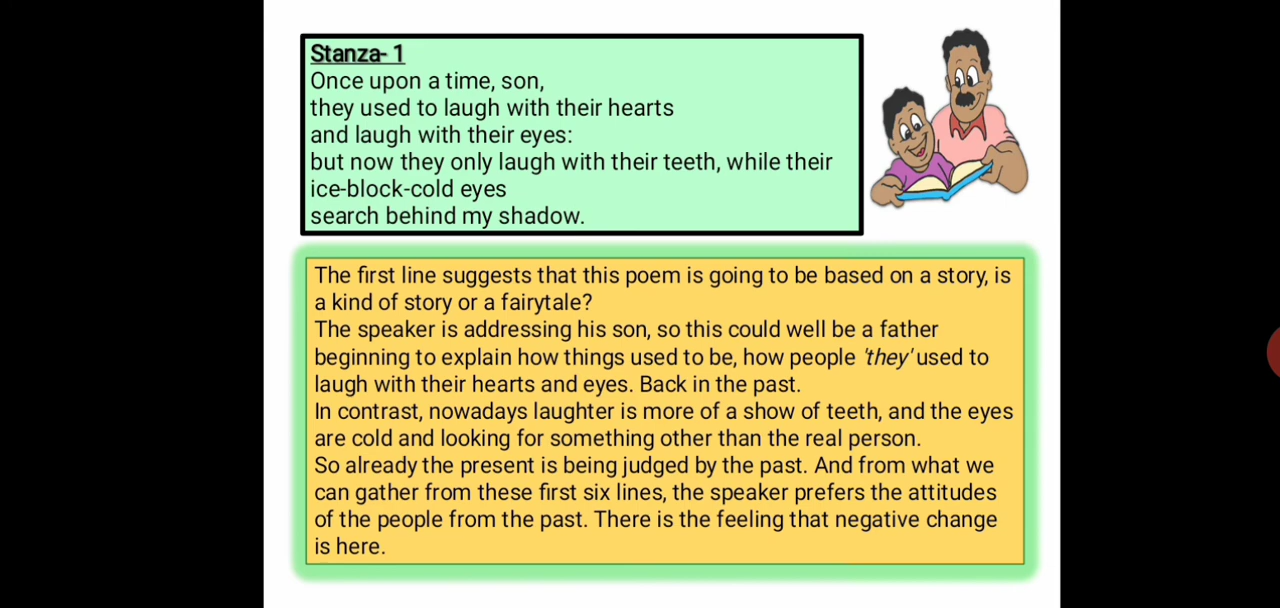 Stanza- 1
Once upon a time, son,
they used to laugh with their hearts
and laugh with their eyes:
but now they only laugh with their teeth, while their
ice-block-cold eyes
search behind my shadow.
The first line suggests that this poem is going to be based on a story, is
a kind of story or a fairytale?
The speaker is addressing his son, so this could well be a father
beginning to explain how things used to be, how people 'they' used to
laugh with their hearts and eyes. Back in the past.
In contrast, nowadays laughter is more of a show of teeth, and the eyes
are cold and looking for something other than the real person.
So already the present is being judged by the past. And from what we
can gather from these first six lines, the speaker prefers the attitudes
of the people from the past. There is the feeling that negative change
is here.